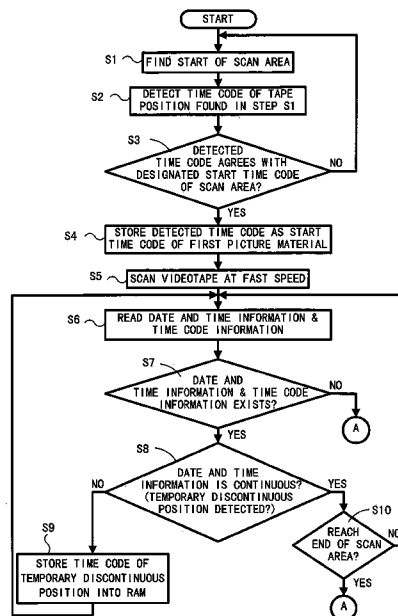 START
S1
FIND START OF SCAN AREA
S2
DETECT TIME CODE OF TAPE
POSITION FOUND IN STEP S1
S3
DETECTED
TIME CODE AGREES WITH
DESIGNATED START TIME CODE
OF SCAN AREA?
NO
YES
S4
STORE DETECTED TIME CODE AS START
TIME CODE OF FIRST PICTURE MATERIAL
S5
SCAN VIDEOTAPE AT FAST SPEED
S6
READ DATE AND TIME INFORMATION &
TIME CODE INFORMATION
S7
DATE AND
TIME INFORMATION & TIME CODE
INFORMATION EXISTS?
NO
A
YES
S8
DATE AND TIME
INFORMATION IS CONTINUOUS?
(TEMPORARY DISCONTINUOUS
POSITION DETECTED?)
NO
YES
S9
STORE TIME CODE OF
TEMPORARY DISCONTINUOUS
POSITION INTO RAM
S10
REACH
END OF SCAN
AREA?
NO
YES
A